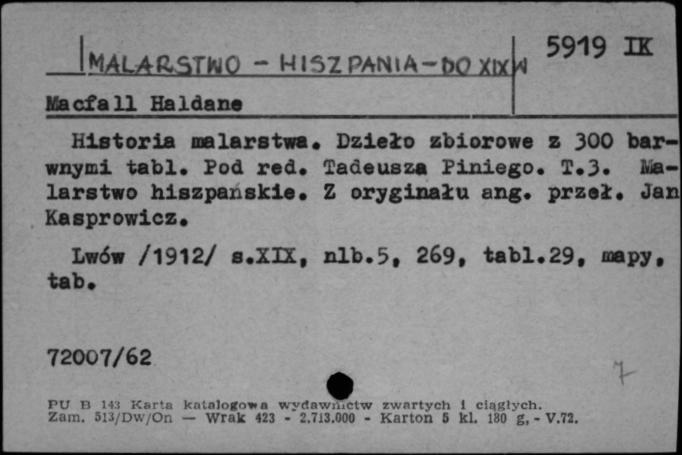 MALARSTWO - HISZPANIA - DO XIX W
5919 IK
Macfall Haldane
Historia malarstwa. Dzieło zbiorowe z 300 bar-
wnymi tabl. Pod red. Tadeusza Piniego. T.3. Ma-
larstwo hiszpańskie. Z oryginału ang. przeł. Jan
Kasprowicz.
Lwów /1912/ s.XIX, nlb.5, 269, tabl.29, mapy,
tab.
72007/62
7
PU B 143 Karta katalogowa wydawnictw zwartych i ciągłych.
Zam. 513/Dw/On — Wrak 423 - 2.713.000 - Karton 5 kl. 180 g, - V.72.